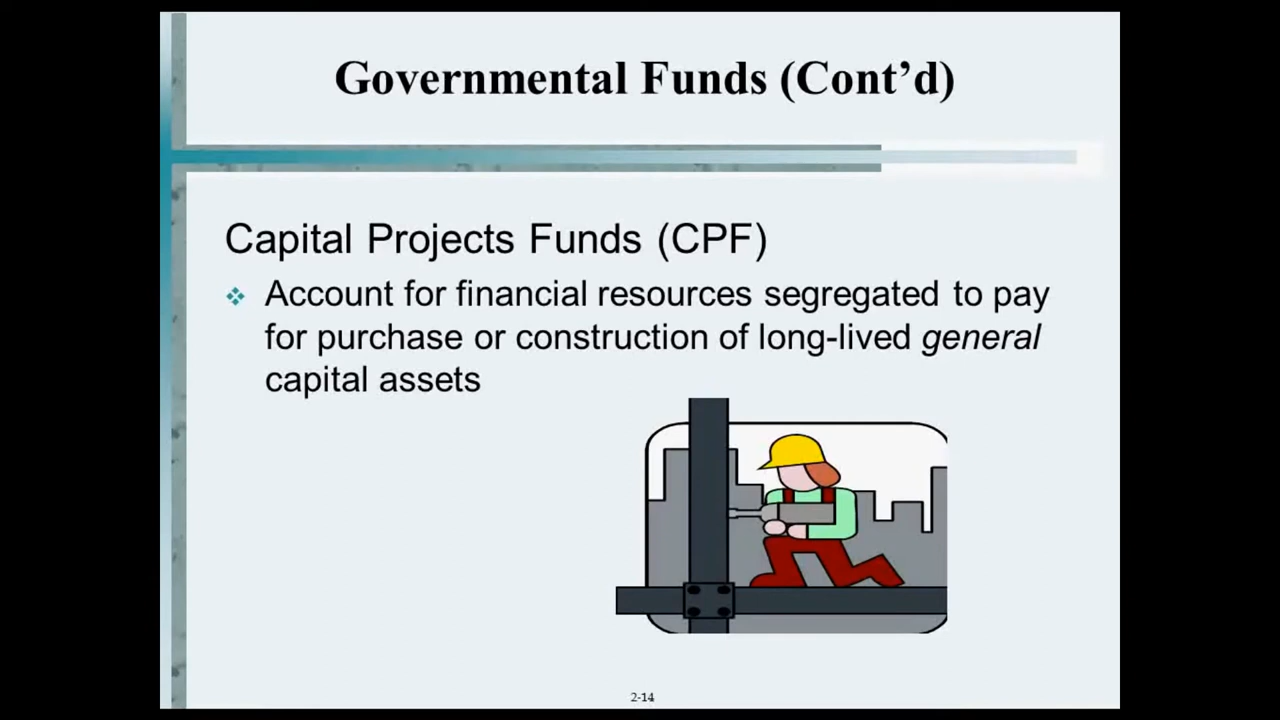 Governmental Funds (Cont’d)
Capital Projects Funds (CPF)
Account for financial resources segregated to pay
for purchase or construction of long-lived general
capital assets
2-14